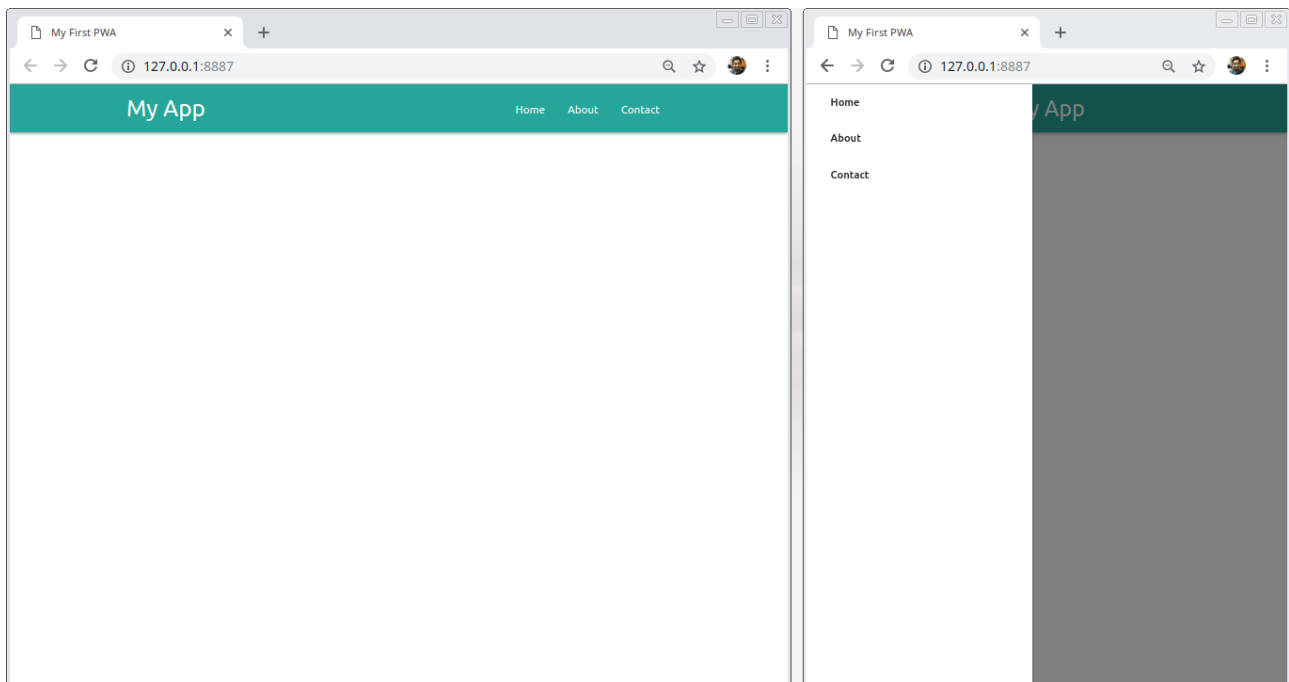 My First PWA
127.0.0.1:8887
My App
Home About Contact
My First PWA
127.0.0.1:8887
Home
About
Contact
y App